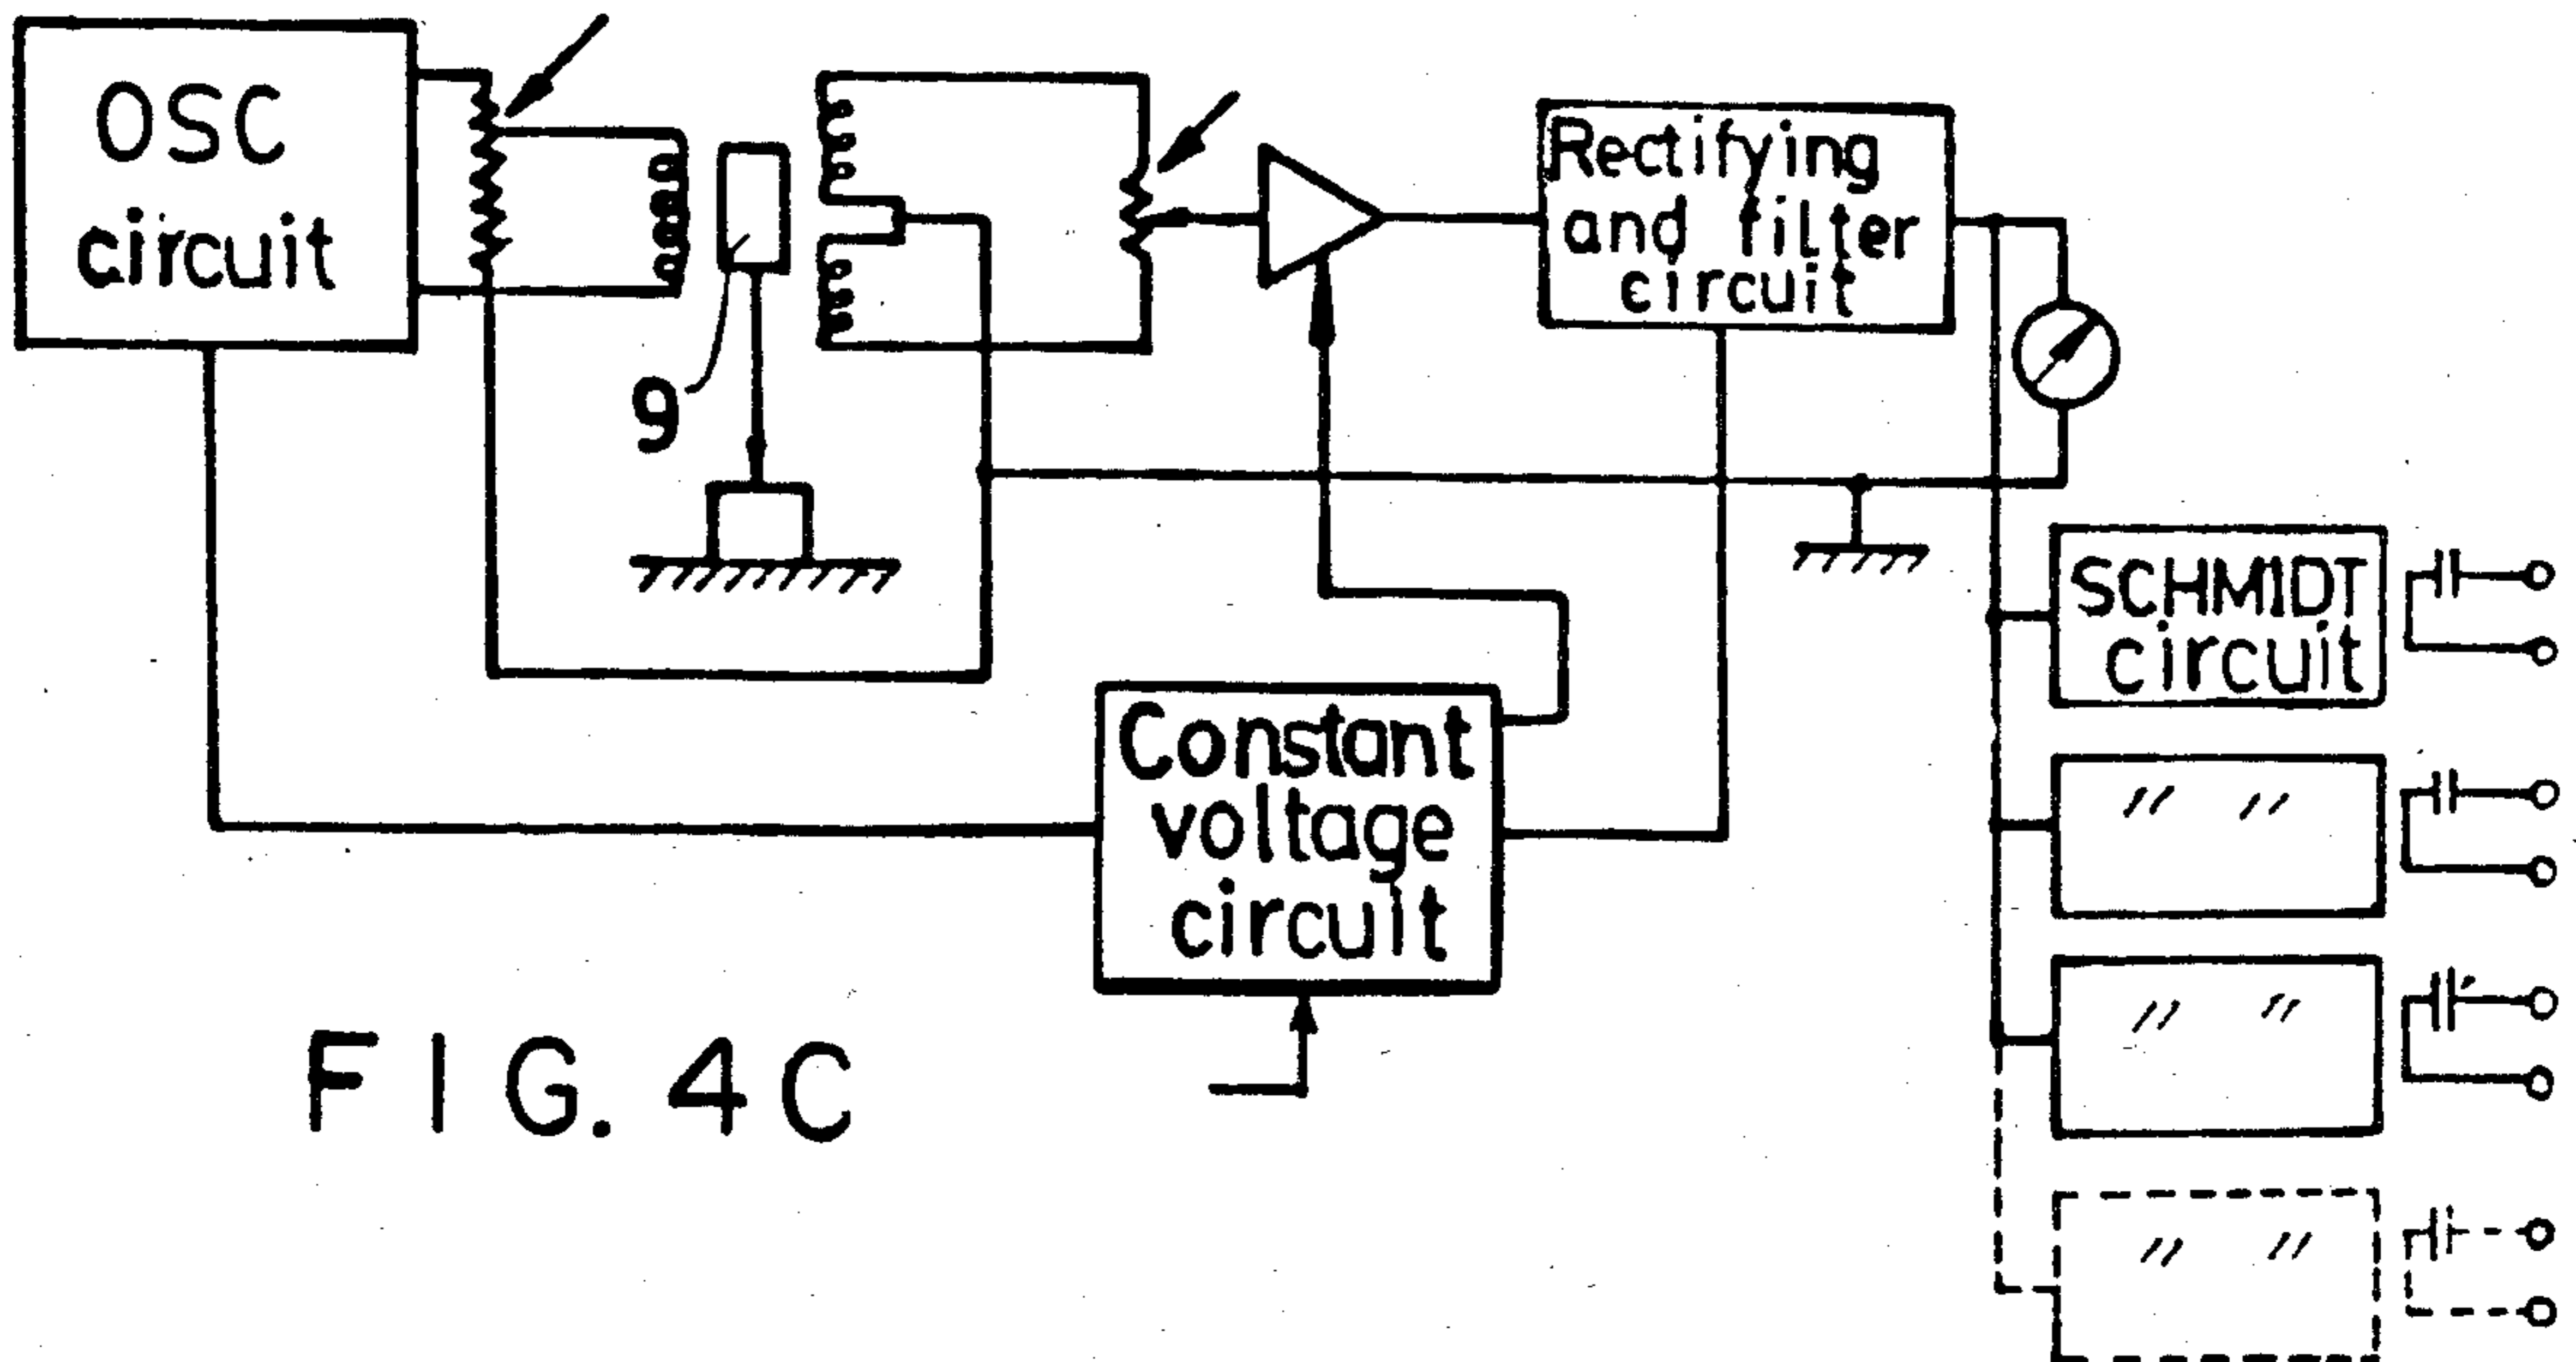 OSC
circuit
Rectifying
and filter
circuit
9
SCHMIDT
circuit
Constant
voltage
circuit
〃 〃
〃 〃
〃 〃
FIG. 4C